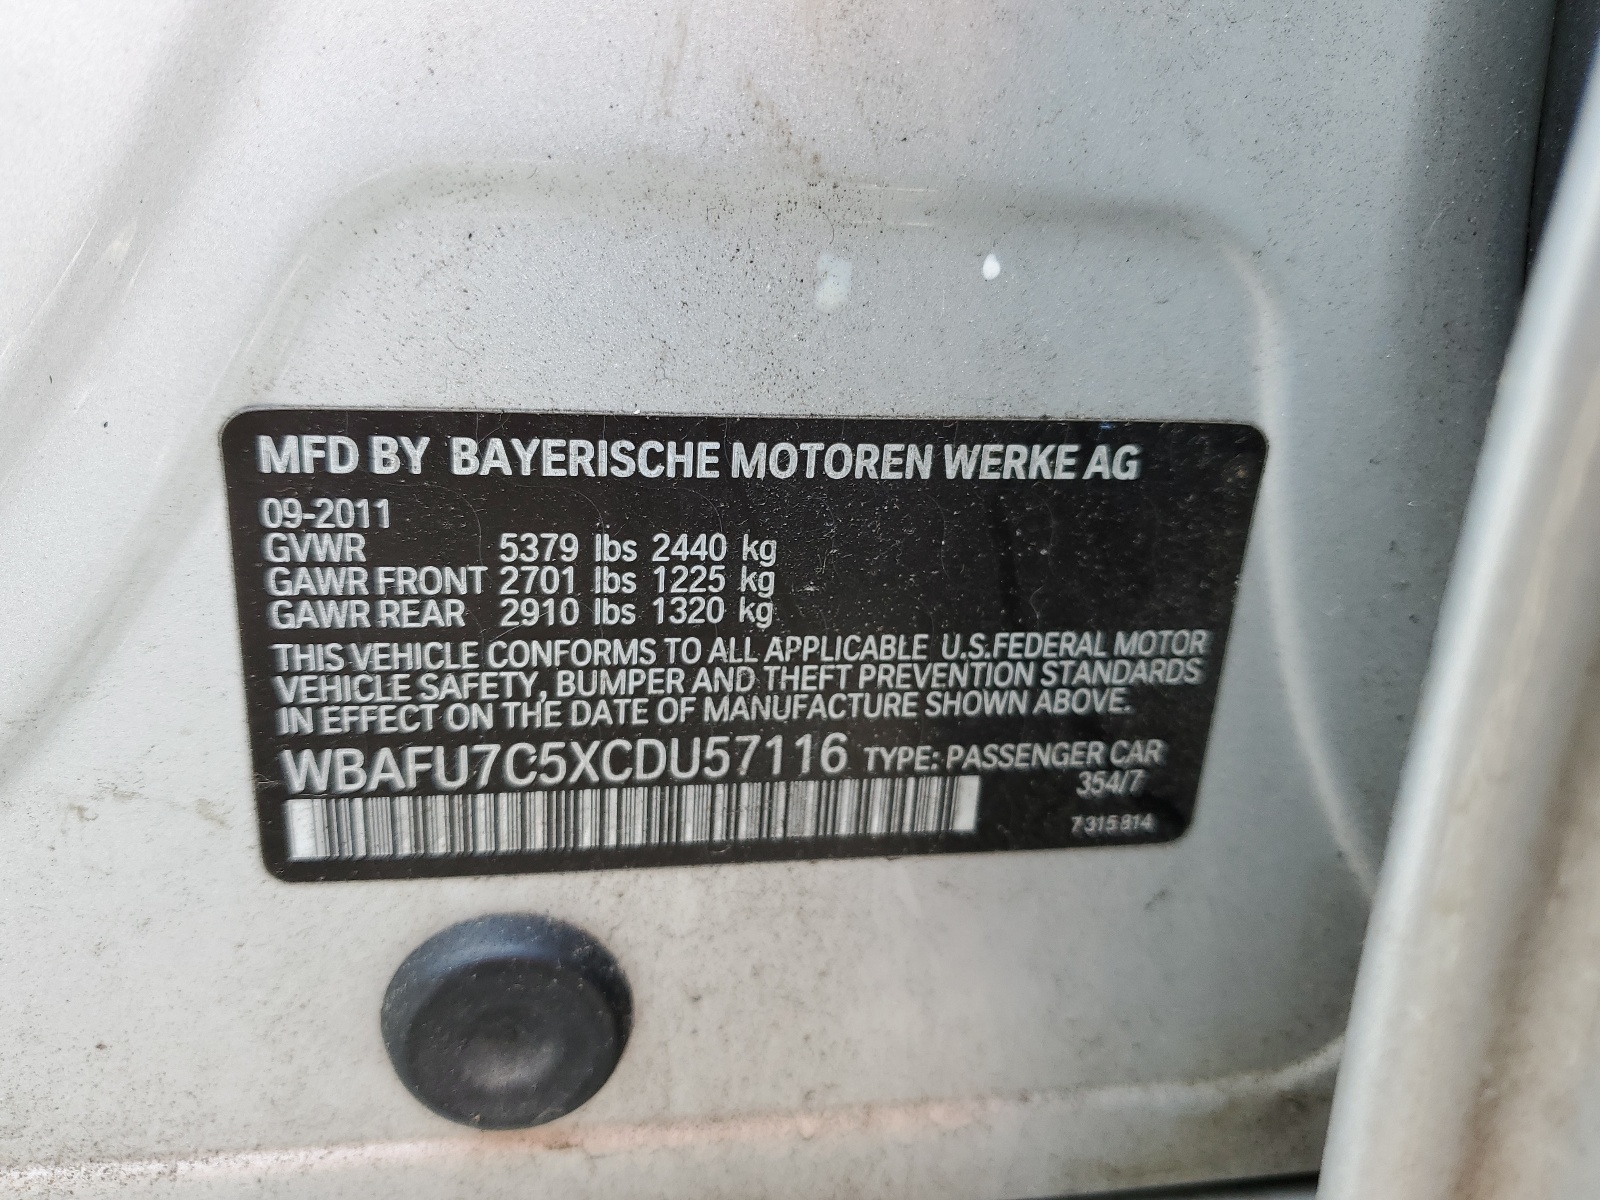 MFD BY BAYERISCHE MOTOREN WERKE AG
09-2011
GVWR 5379 lbs 2440 kg
GAWR FRONT 2701 lbs 1225 kg
GAWR REAR 2910 lbs 1320 kg
THIS VEHICLE CONFORMS TO ALL APPLICABLE U.S.FEDERAL MOTOR
VEHICLE SAFETY, BUMPER AND THEFT PREVENTION STANDARDS
IN EFFECT ON THE DATE OF MANUFACTURE SHOWN ABOVE.
WBAFU7C5XCDU57116 TYPE: PASSENGER CAR
354/7
7 315 814